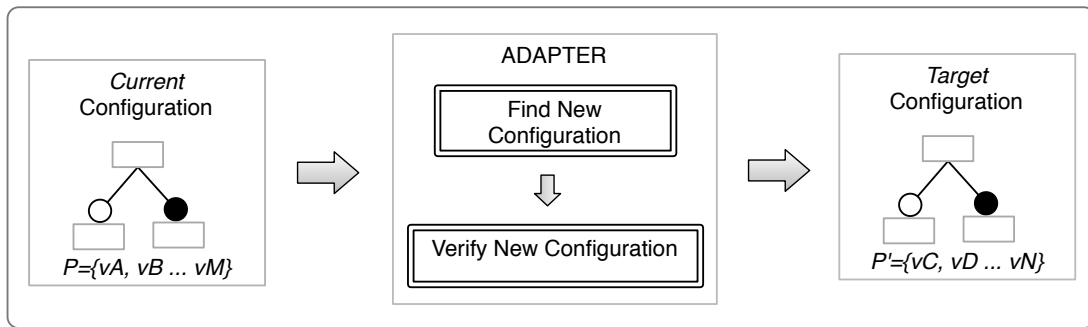 Current
Configuration
P={vA, vB ... vM}
ADAPTER
Find New
Configuration
Verify New Configuration
Target
Configuration
P'={vC, vD ... vN}